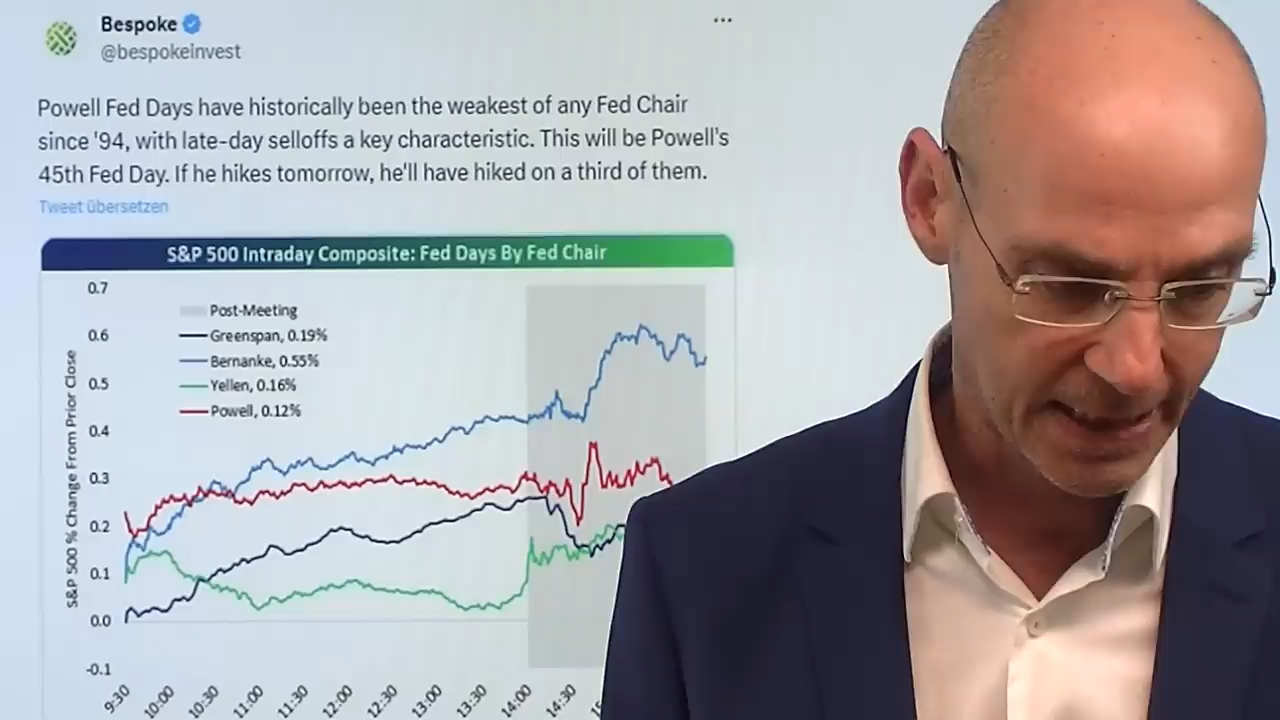 Bespoke
@bespokeinvest
Powell Fed Days have historically been the weakest of any Fed Chair
since '94, with late-day selloffs a key characteristic. This will be Powell's
45th Fed Day. If he hikes tomorrow, he'll have hiked on a third of them.
Tweet übersetzen
S&P 500 Intraday Composite: Fed Days By Fed Chair
S&P 500 % Change From Prior Close
0.7
0.6
0.5
0.4
0.3
0.2
0.1
0.0
-0.1
Post-Meeting
Greenspan, 0.19%
Bernanke, 0.55%
Yellen, 0.16%
Powell, 0.12%
9:30
10:00
10:30
11:00
11:30
12:00
12:30
13:00
13:30
14:00
14:30